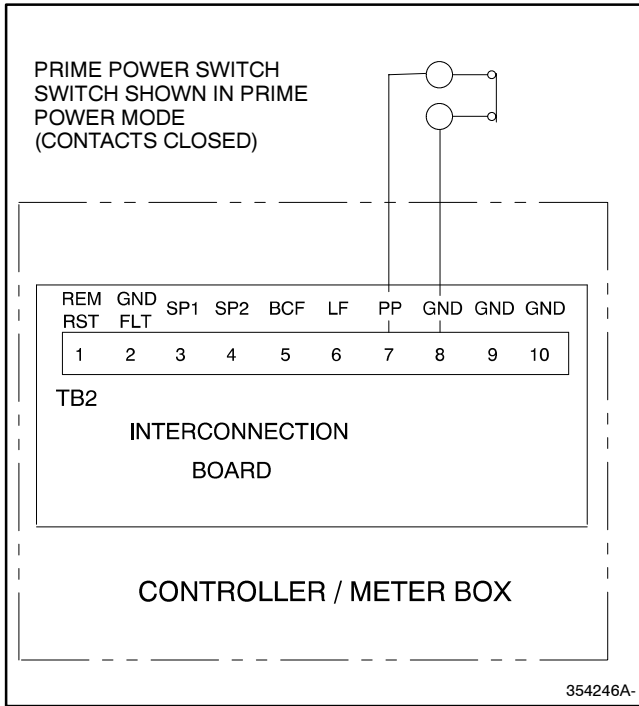 PRIME POWER SWITCH
SWITCH SHOWN IN PRIME
POWER MODE
(CONTACTS CLOSED)
REM RST GND FLT SP1 SP2 BCF LF PP GND GND GND
1 2 3 4 5 6 7 8 9 10
TB2
INTERCONNECTION
BOARD
CONTROLLER / METER BOX
354246A-